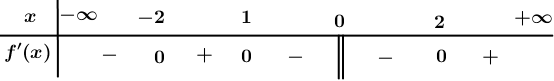 x −∞ −2 1 0 2 +∞
f′(x) − 0 + 0 − || − 0 +